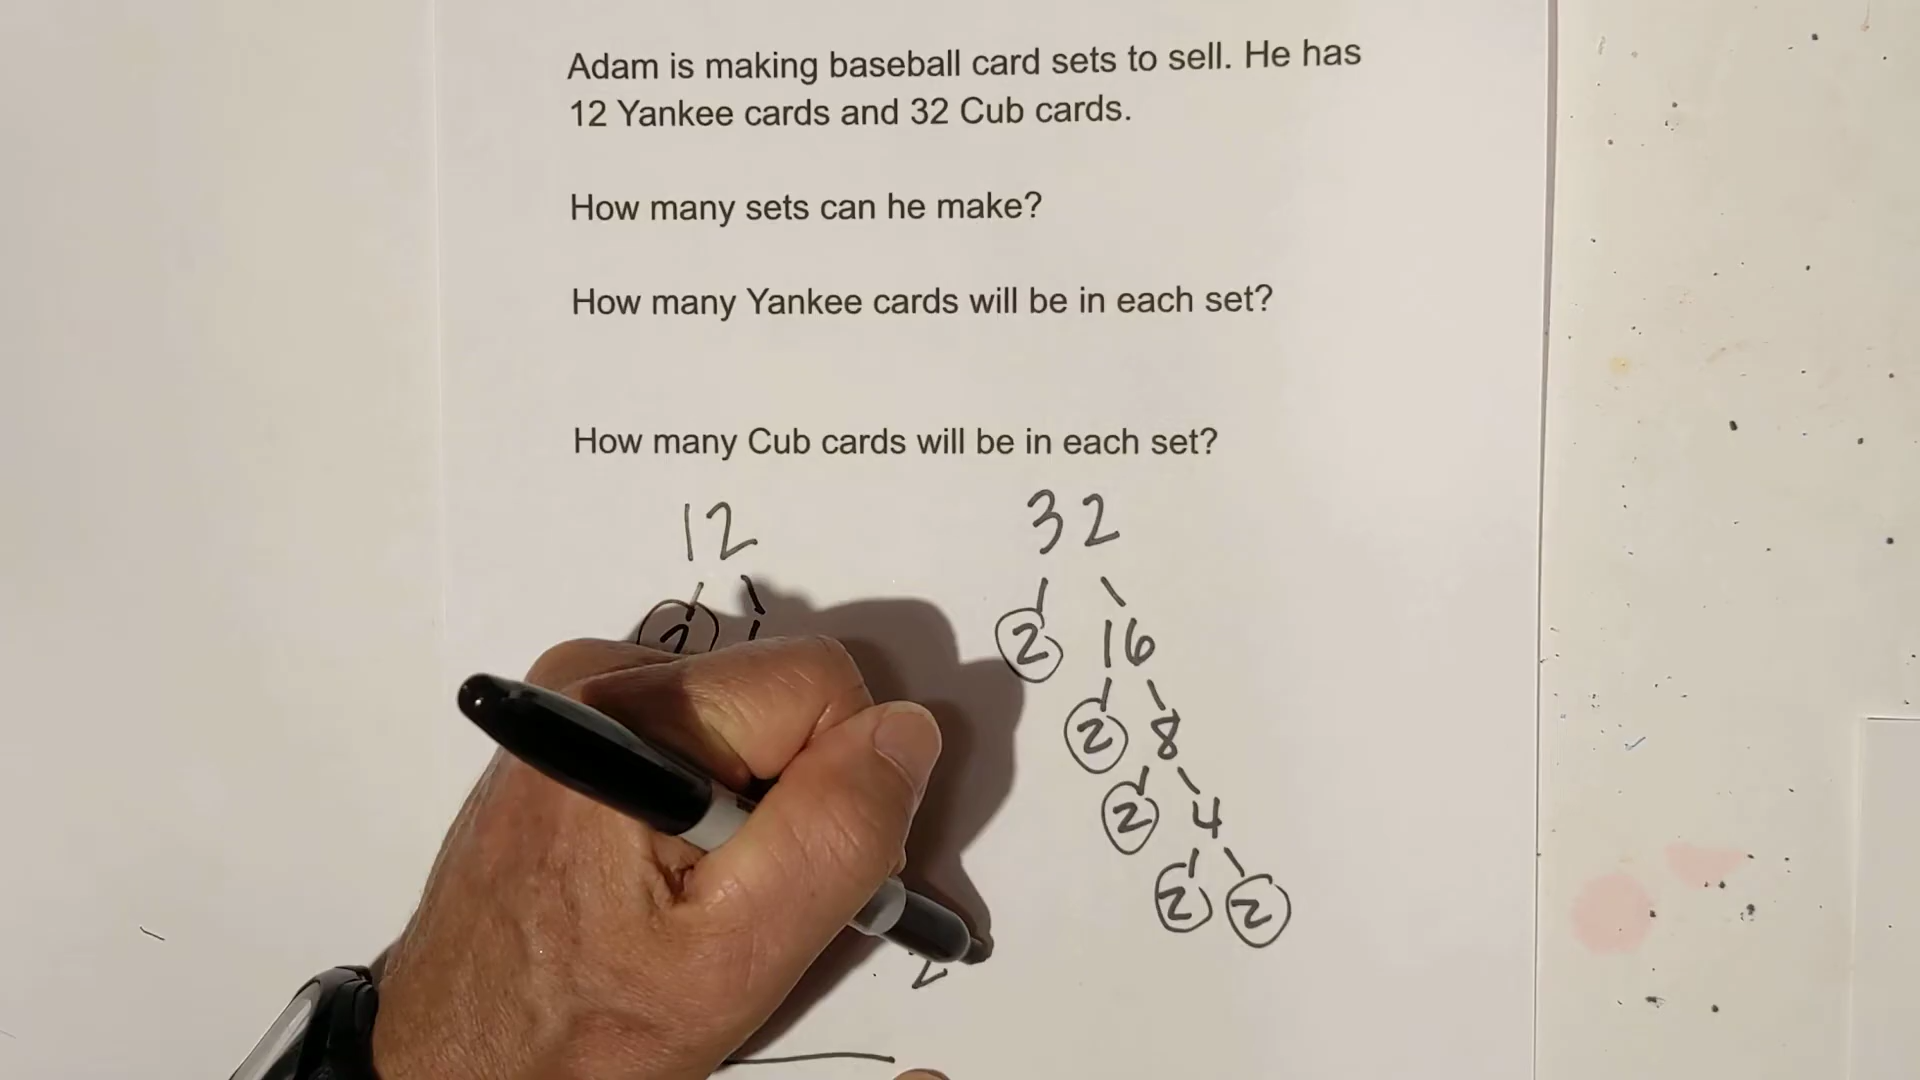 Adam is making baseball card sets to sell. He has
12 Yankee cards and 32 Cub cards.
How many sets can he make?
How many Yankee cards will be in each set?
How many Cub cards will be in each set?
12 32
2 2 16
2 8
2 4
2 2
2